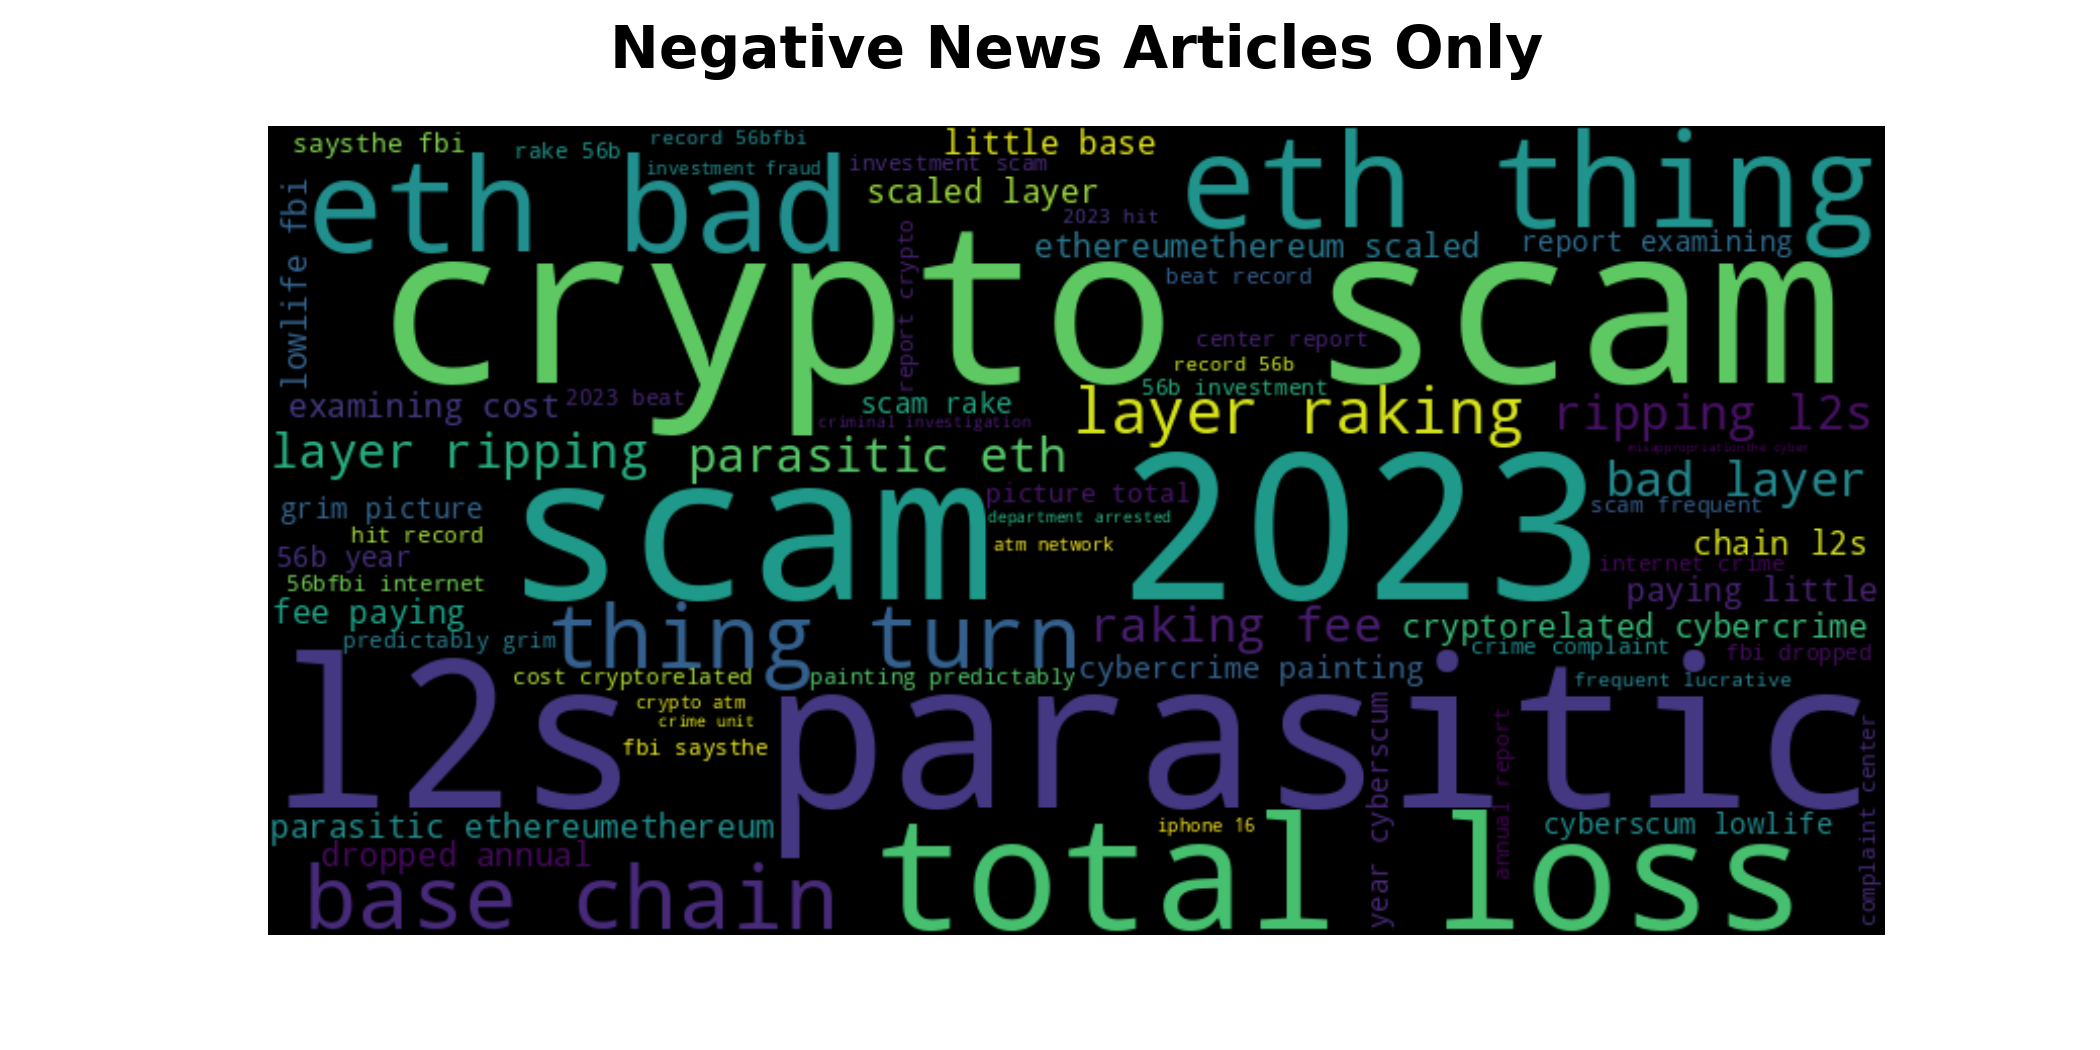 Negative News Articles Only
saysthe fbi
rake 56b
record 56bfbi
little base
investment fraud
investment scam
eth bad
eth thing
scaled layer
2023 hit
lowlife fbi
report crypto
ethereumethereum scaled
report examining
beat record
crypto scam
center report
record 56b
56b investment
examining cost
2023 beat
scam rake
criminal investigation
layer raking
ripping l2s
layer ripping
parasitic eth
misappropriationthe cyber
bad layer
scam 2023
picture total
grim picture
department arrested
scam frequent
hit record
atm network
chain l2s
56b year
internet crime
56bfbi internet
paying little
fee paying
thing turn
raking fee
cryptorelated cybercrime
predictably grim
crime complaint
fbi dropped
cost cryptorelated
painting predictably
cybercrime painting
frequent lucrative
l2s parasitic
crypto atm
crime unit
fbi saysthe
year cyberscum
annual report
complaint center
parasitic ethereumethereum
iphone 16
cyberscum lowlife
dropped annual
total loss
base chain